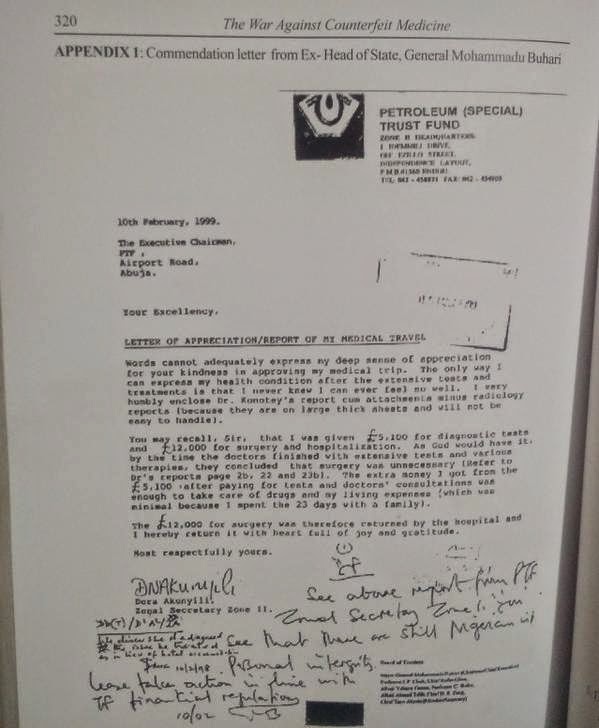 320
The War Against Counterfeit Medicine
APPENDIX 1: Commendation letter from Ex- Head of State, General Mohammadu Buhari
PETROLEUM (SPECIAL)
TRUST FUND
ZONE II HEADQUARTERS
INDEPENDENCE LAYOUT,
10th February, 1999.
The Executive Chairman,
PTF,
Airport Road,
Abuja.
Your Excellency,
LETTER OF APPRECIATION/REPORT OF MY MEDICAL TRAVEL
Words cannot adequately express my deep sense of appreciation
for your kindness in approving my medical trip. The only way I
can express my health condition after the extensive tests and
treatments is that I never knew I can ever feel so well. I very
humbly enclose Dr. Konotey's report cum attachments minus radiology
reports (because they are on large thick sheets and will not be
easy to handle).
You may recall, Sir, that I was given £5,100 for diagnostic tests
and £12,000 for surgery and hospitalization. As God would have it,
by the time the doctors finished with extensive tests and various
therapies, they concluded that surgery was unnecessary (Refer to
Dr's reports page 2b, 22 and 23b). The extra money I got from the
£5,100 after paying for tests and doctors' consultations was
enough to take care of drugs and my living expenses (which was
minimal because I spent the 23 days with a family).
The £12,000 for surgery was therefore returned by the hospital and
I hereby return it with heart full of joy and gratitude.
Most respectfully yours,
DNAkunyili
Dora Akunyili
Zonal Secretary Zone II.
See above report from PTF
Zonal Secretary Zone II
See that there are still Nigerians
Personal integrity.
take action in line with
financial regulation
10/02
Board of Trustees